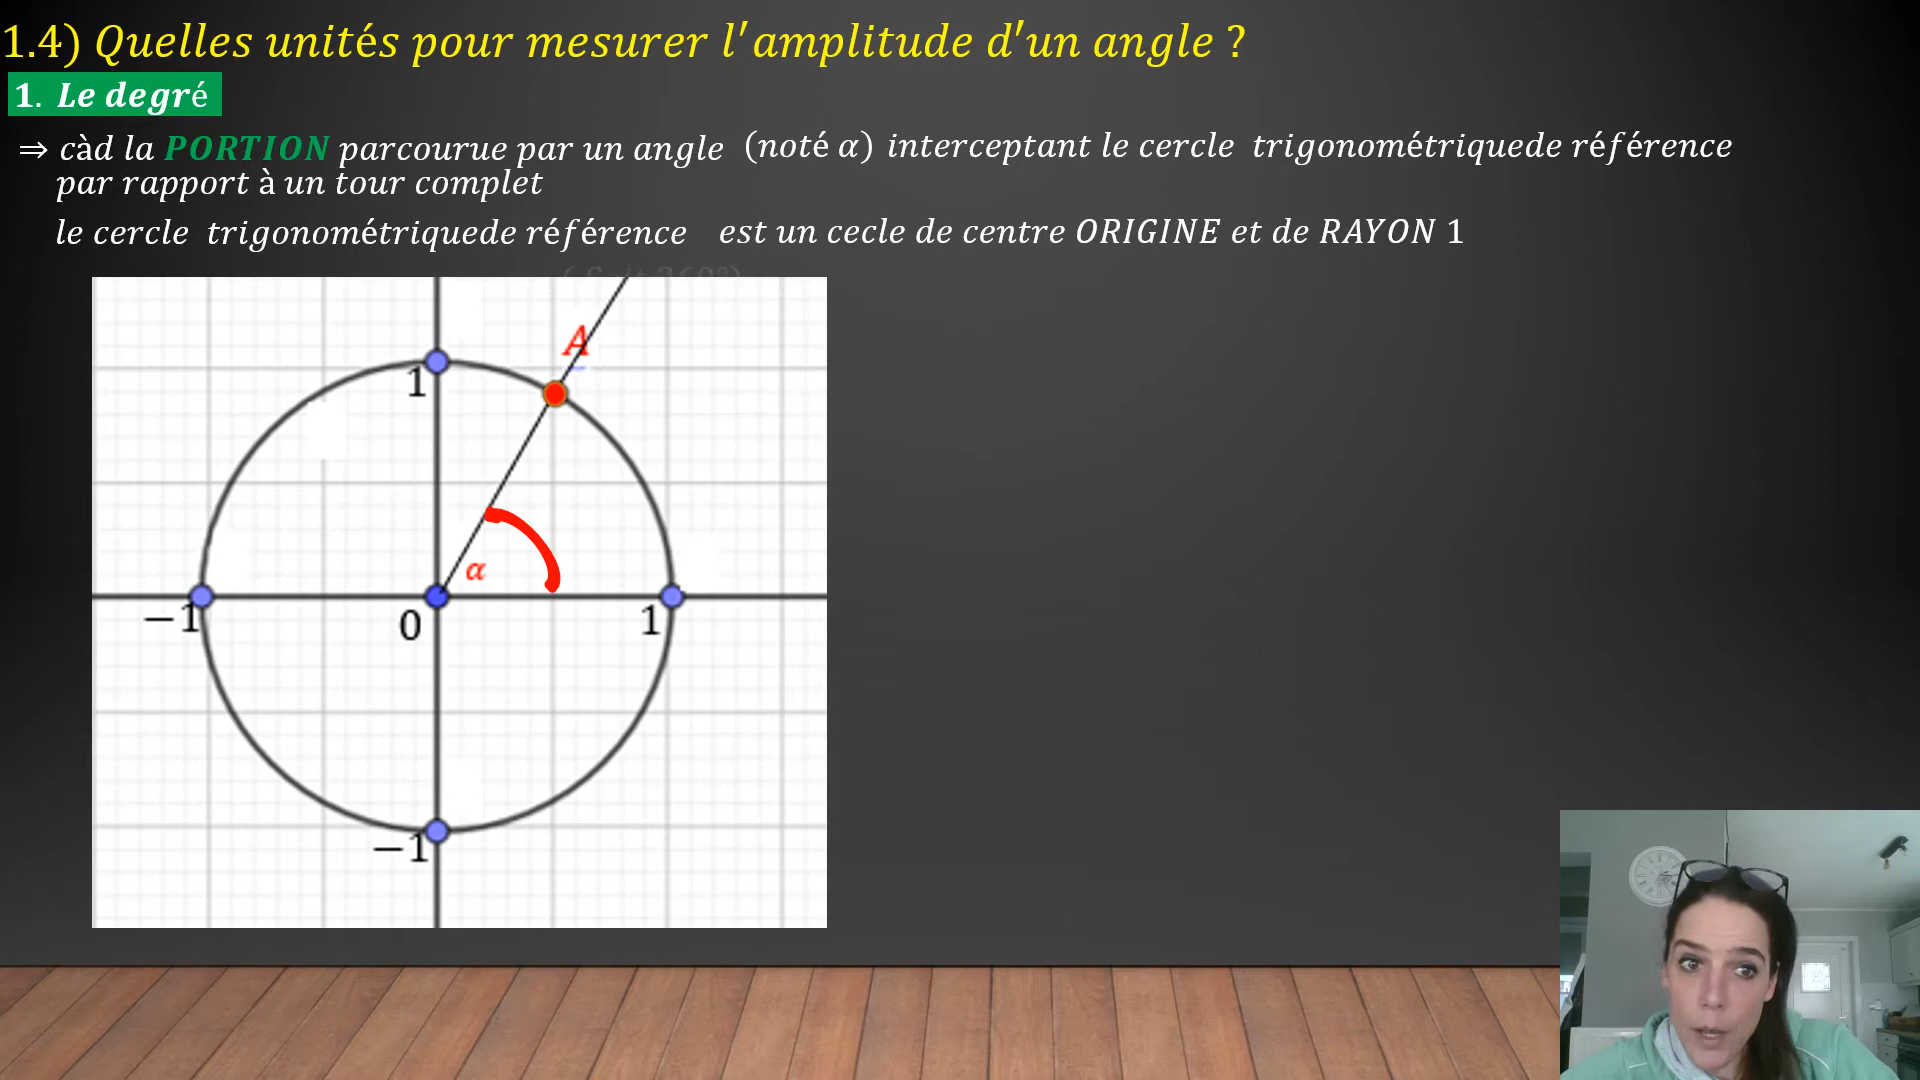 1.4) Quelles unités pour mesurer l'amplitude d'un angle ?
1. Le degré
⇒ càd la PORTION parcourue par un angle (noté α) interceptant le cercle trigonométriquede référence
par rapport à un tour complet
le cercle trigonométriquede référence est un cecle de centre ORIGINE et de RAYON 1
A
1
α
−1
0
1
−1